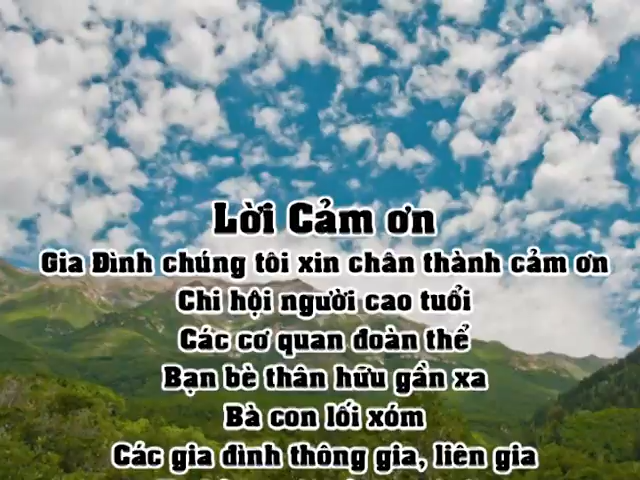 Lời Cảm ơn
Gia Đình chúng tôi xin chân thành cảm ơn
Chi hội người cao tuổi
Các cơ quan đoàn thể
Bạn bè thân hữu gần xa
Bà con lối xóm
Các gia đình thông gia, liên gia